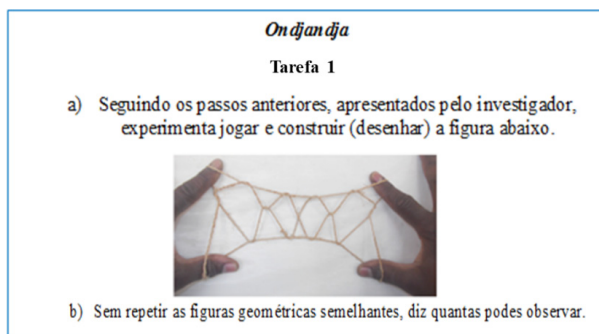 Ondjandja
Tarefa 1
a) Seguindo os passos anteriores, apresentados pelo investigador,
experimenta jogar e construir (desenhar) a figura abaixo.
b) Sem repetir as figuras geométricas semelhantes, diz quantas podes observar.